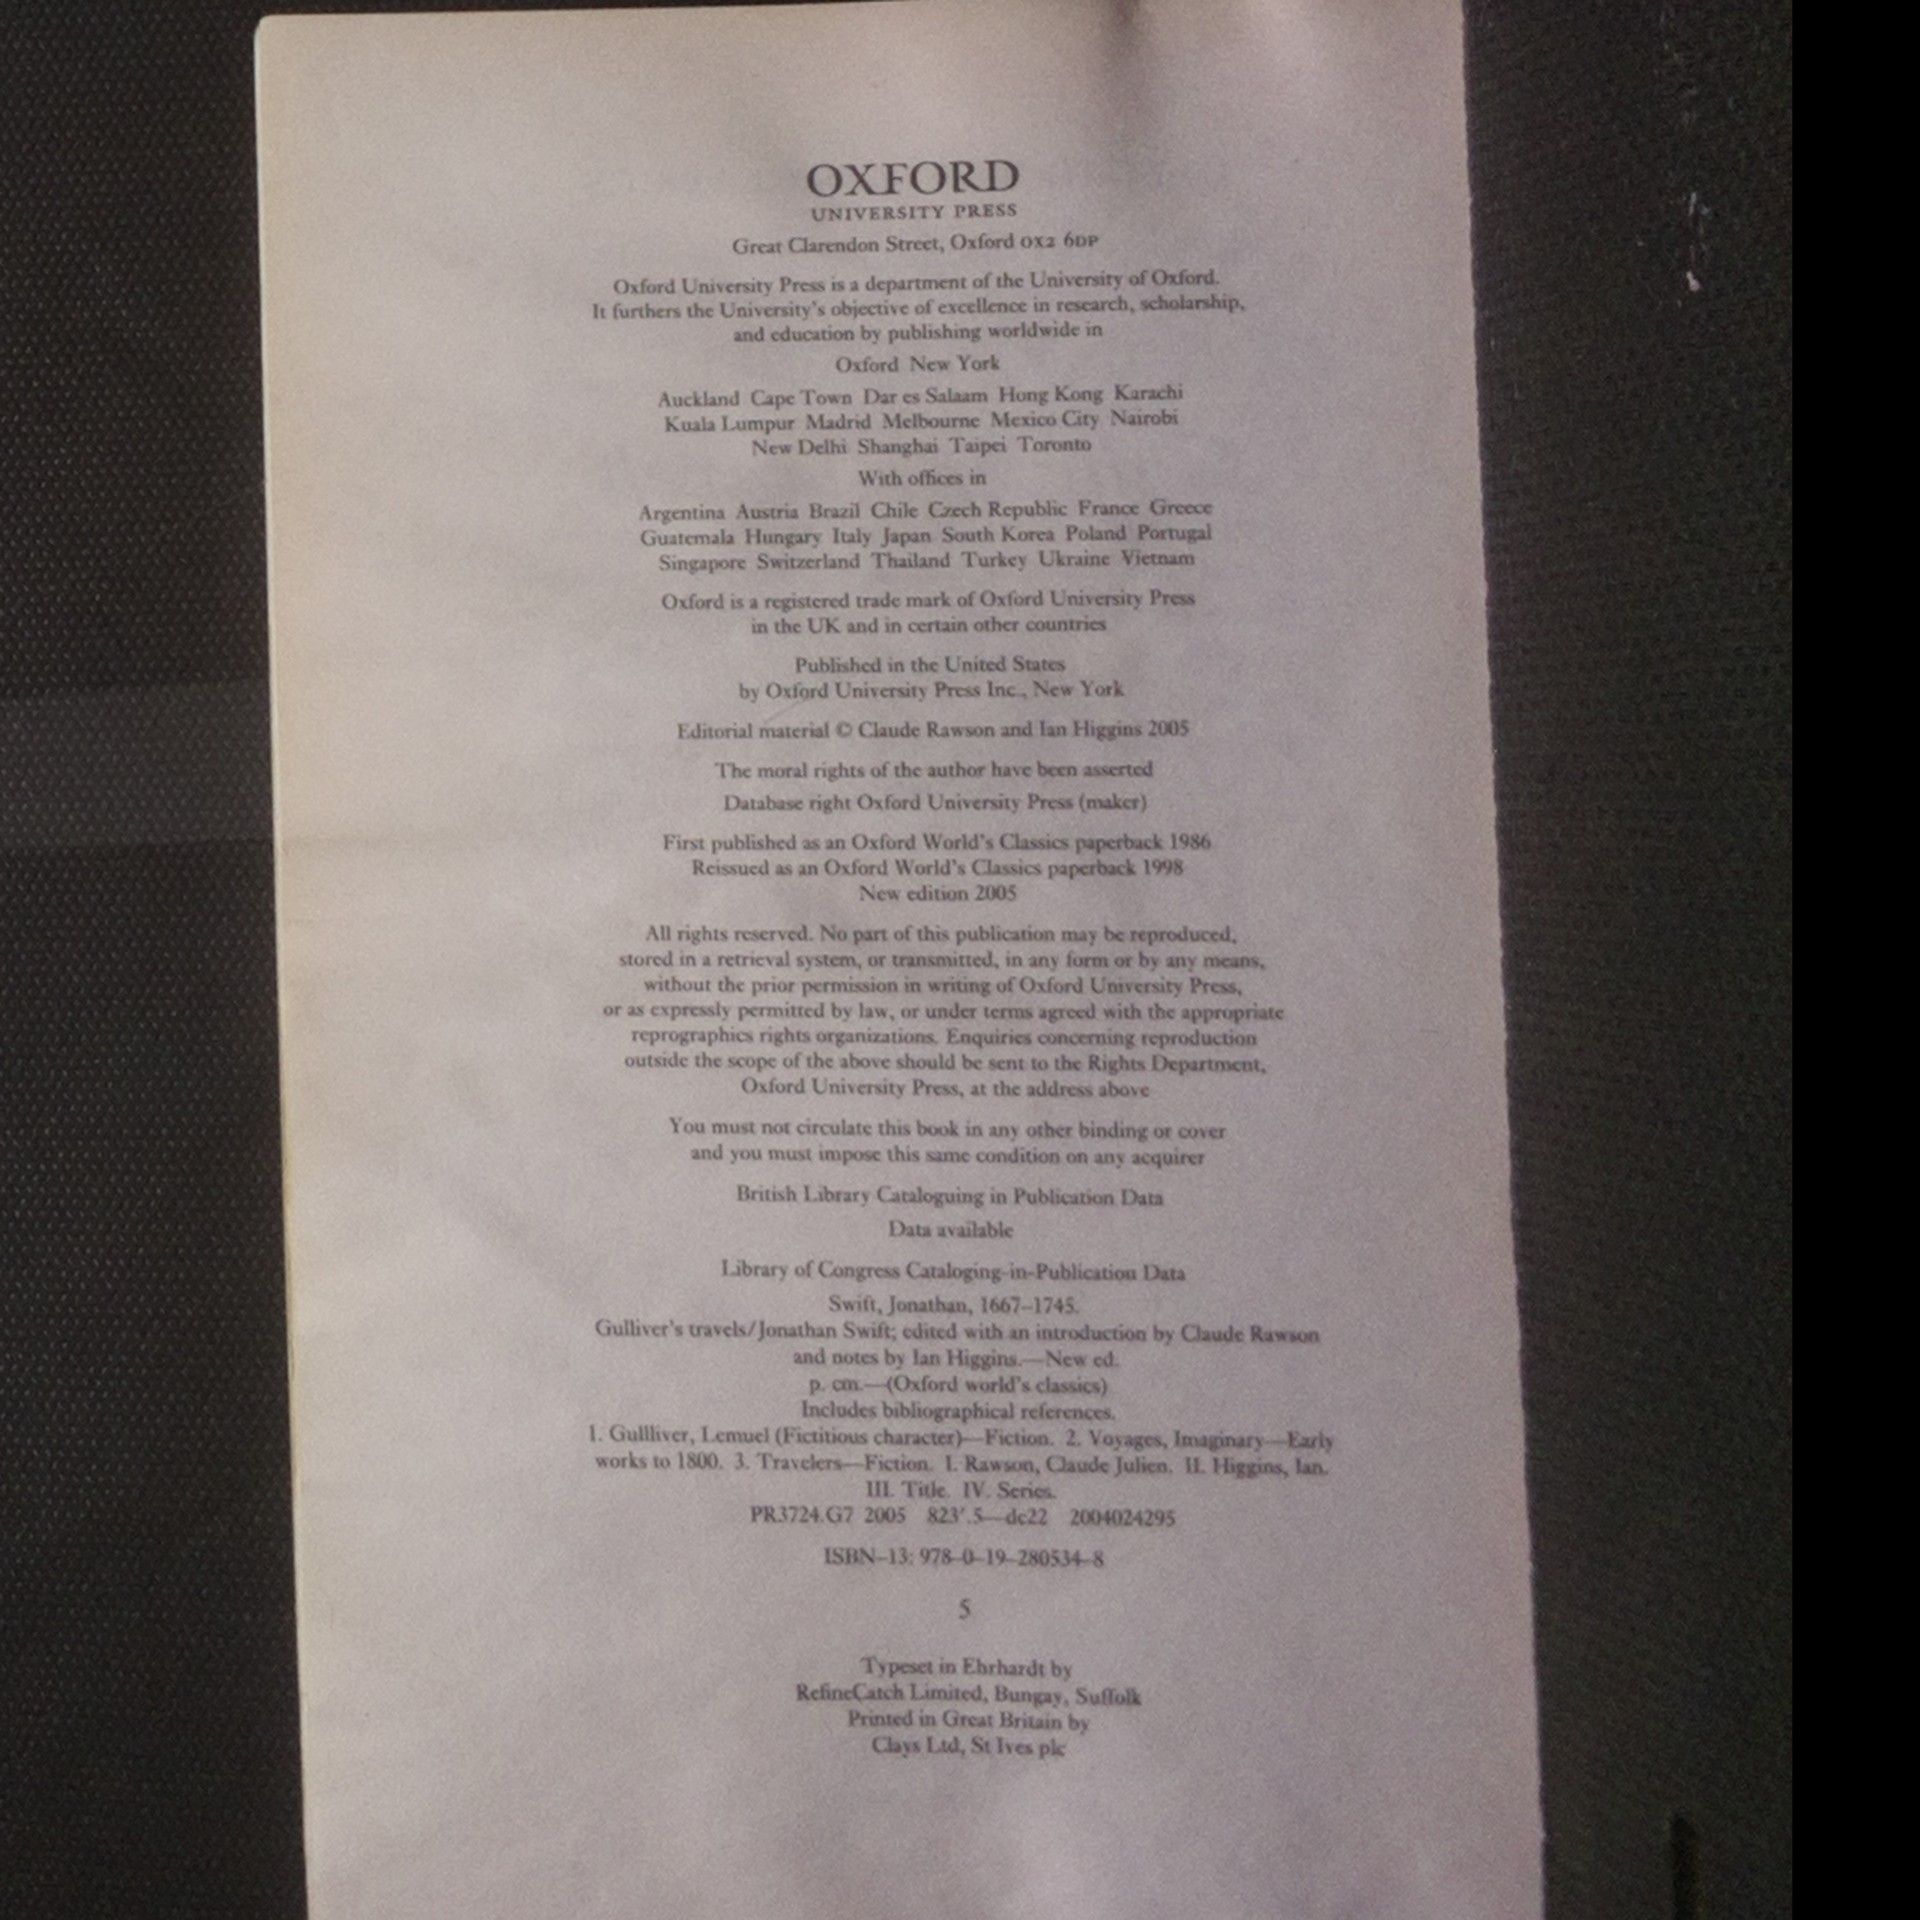 OXFORD
UNIVERSITY PRESS
Great Clarendon Street, Oxford OX2 6DP
Oxford University Press is a department of the University of Oxford.
It furthers the University's objective of excellence in research, scholarship,
and education by publishing worldwide in
Oxford New York
Auckland Cape Town Dar es Salaam Hong Kong Karachi
Kuala Lumpur Madrid Melbourne Mexico City Nairobi
New Delhi Shanghai Taipei Toronto
With offices in
Argentina Austria Brazil Chile Czech Republic France Greece
Guatemala Hungary Italy Japan South Korea Poland Portugal
Singapore Switzerland Thailand Turkey Ukraine Vietnam
Oxford is a registered trade mark of Oxford University Press
in the UK and in certain other countries
Published in the United States
by Oxford University Press Inc., New York
Editorial material © Claude Rawson and Ian Higgins 2005
The moral rights of the author have been asserted
Database right Oxford University Press (maker)
First published as an Oxford World's Classics paperback 1986
Reissued as an Oxford World's Classics paperback 1998
New edition 2005
All rights reserved. No part of this publication may be reproduced,
stored in a retrieval system, or transmitted, in any form or by any means,
without the prior permission in writing of Oxford University Press,
or as expressly permitted by law, or under terms agreed with the appropriate
reprographics rights organizations. Enquiries concerning reproduction
outside the scope of the above should be sent to the Rights Department,
Oxford University Press, at the address above
You must not circulate this book in any other binding or cover
and you must impose this same condition on any acquirer
British Library Cataloguing in Publication Data
Data available
Library of Congress Cataloging-in-Publication Data
Swift, Jonathan, 1667–1745.
Gulliver's travels/Jonathan Swift; edited with an introduction by Claude Rawson
and notes by Ian Higgins.—New ed.
p. cm.—(Oxford world's classics)
Includes bibliographical references.
1. Gullliver, Lemuel (Fictitious character)—Fiction. 2. Voyages, Imaginary—Early
works to 1800. 3. Travelers—Fiction. I. Rawson, Claude Julien. II. Higgins, Ian.
III. Title. IV. Series.
PR3724.G7 2005 823′.5—dc22 2004024295
ISBN–13: 978–0–19–280534–8
5
Typeset in Ehrhardt by
RefineCatch Limited, Bungay, Suffolk
Printed in Great Britain by
Clays Ltd, St Ives plc